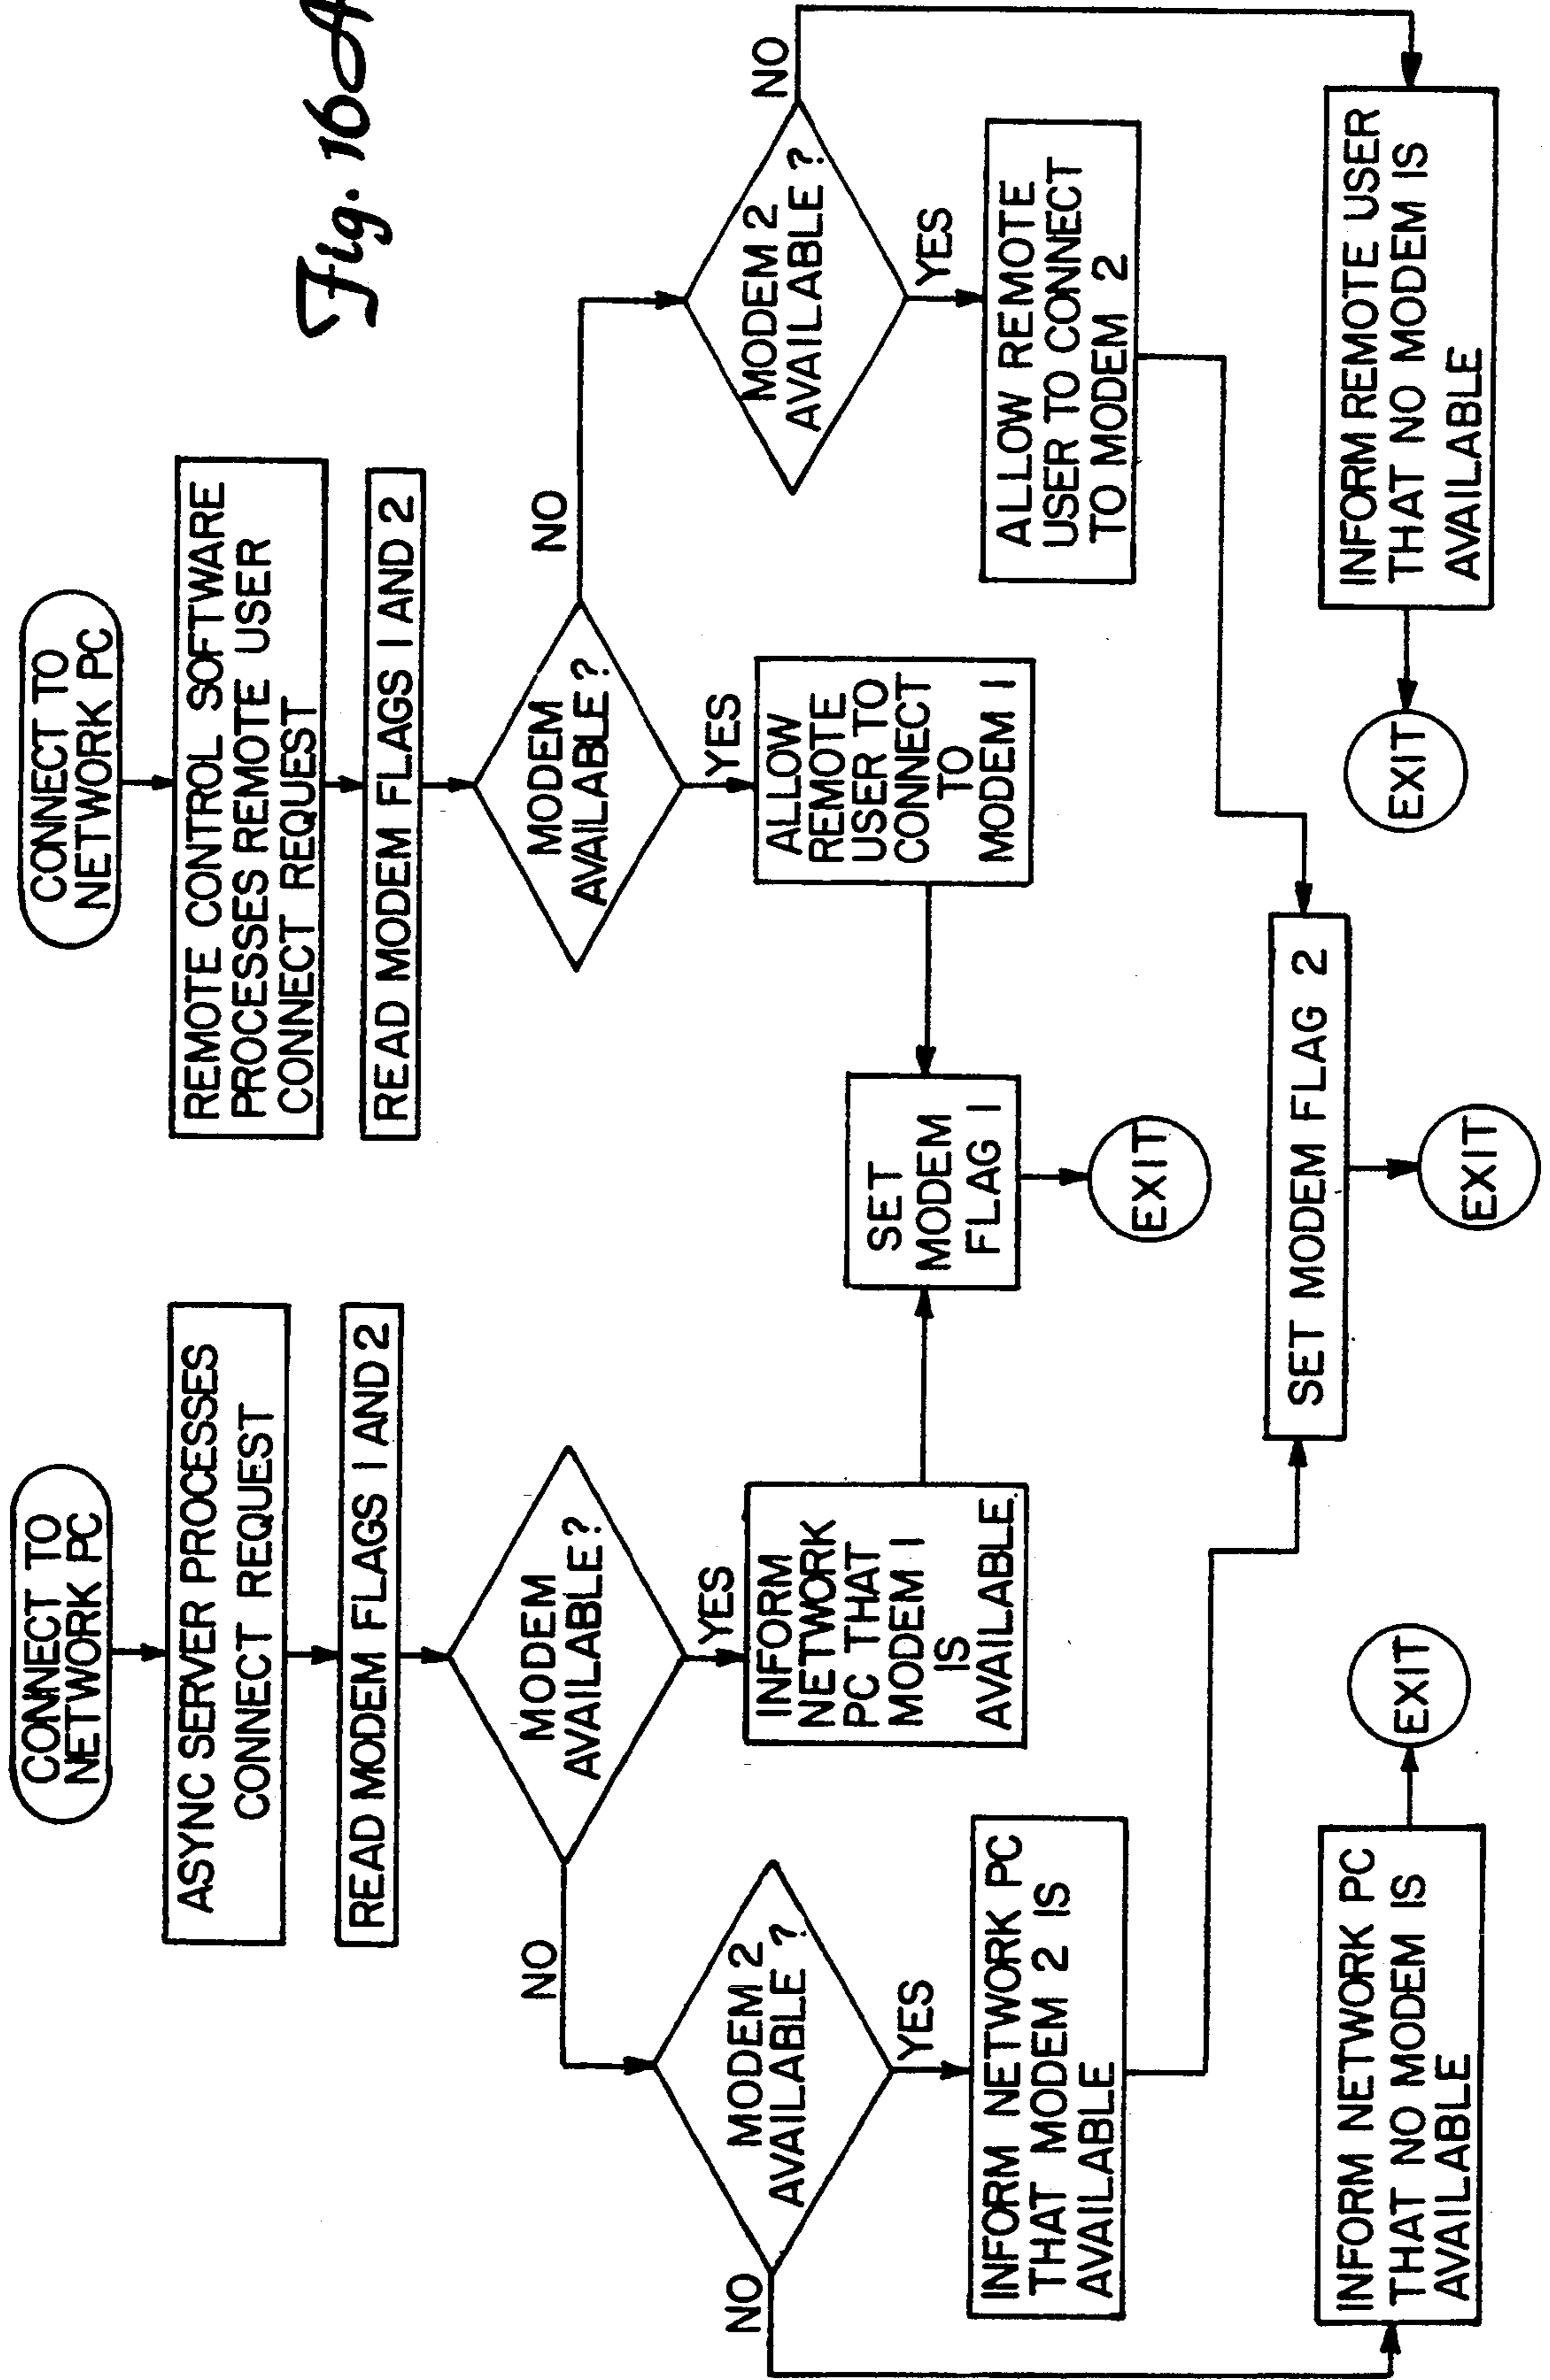 Fig. 16A
CONNECT TO
NETWORK PC
ASYNC SERVER PROCESSES
CONNECT REQUEST
READ MODEM FLAGS 1 AND 2
MODEM
AVAILABLE?
NO
YES
MODEM 2
AVAILABLE?
NO
YES
INFORM
NETWORK
PC THAT
MODEM 1
IS
AVAILABLE.
INFORM NETWORK PC
THAT MODEM 2 IS
AVAILABLE
INFORM NETWORK PC
THAT NO MODEM IS
AVAILABLE
EXIT
CONNECT TO
NETWORK PC
REMOTE CONTROL SOFTWARE
PROCESSES REMOTE USER
CONNECT REQUEST
READ MODEM FLAGS 1 AND 2
MODEM
AVAILABLE?
NO
YES
ALLOW
REMOTE
USER TO
CONNECT
TO
MODEM 1
SET
MODEM
FLAG 1
EXIT
MODEM 2
AVAILABLE?
NO
YES
ALLOW REMOTE
USER TO CONNECT
TO MODEM 2
SET MODEM FLAG 2
EXIT
INFORM REMOTE USER
THAT NO MODEM IS
AVAILABLE
EXIT